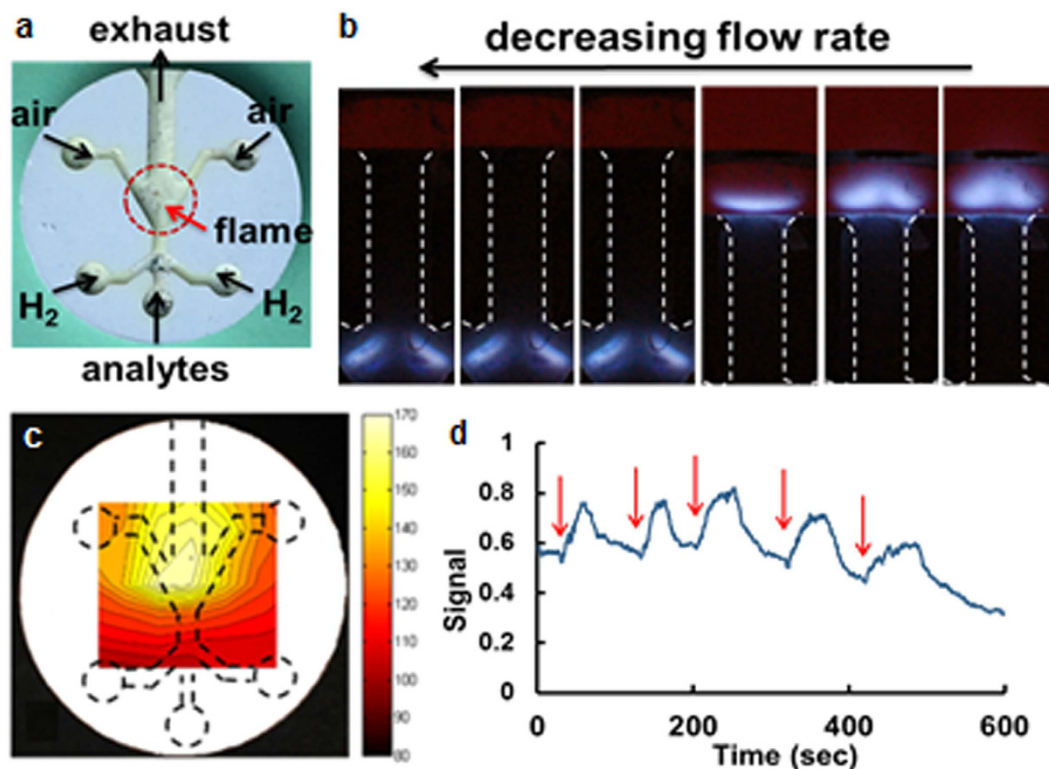 a
exhaust
air
air
flame
H₂
H₂
analytes
b
decreasing flow rate
c
170
160
150
140
130
120
110
100
90
80
d
Signal
1
0.8
0.6
0.4
0.2
0
0
200
400
600
Time (sec)